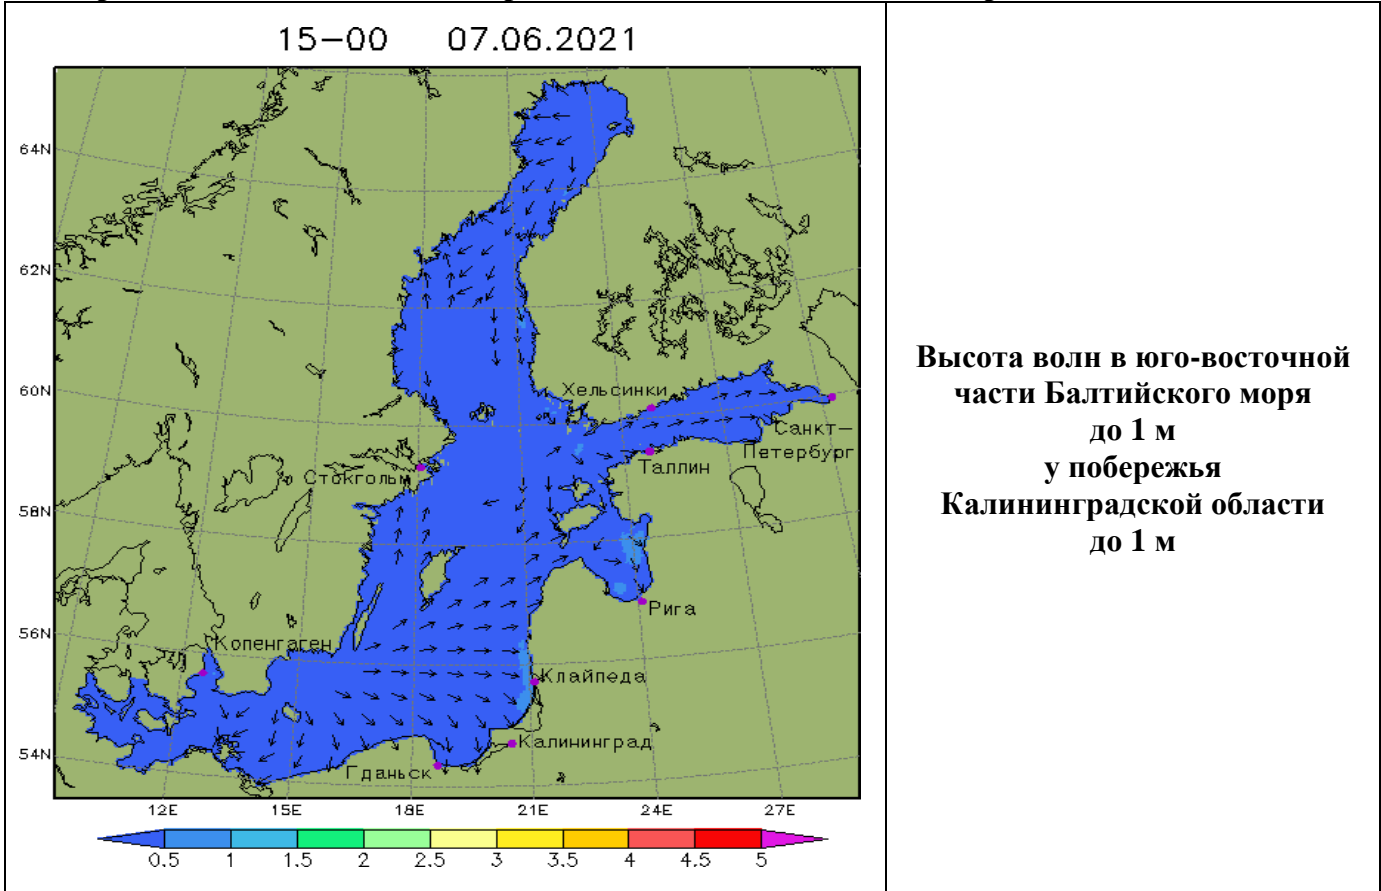 15-00 07.06.2021
64N
62N
60N
58N
56N
54N
Хельсинки
Санкт-
Петербург
Таллин
Стокгольм
Рига
Копенгаген
Клайпеда
Калининград
Гданьск
12E 15E 18E 21E 24E 27E
0.5 1 1.5 2 2.5 3 3.5 4 4.5 5
Высота волн в юго-восточной
части Балтийского моря
до 1 м
у побережья
Калининградской области
до 1 м